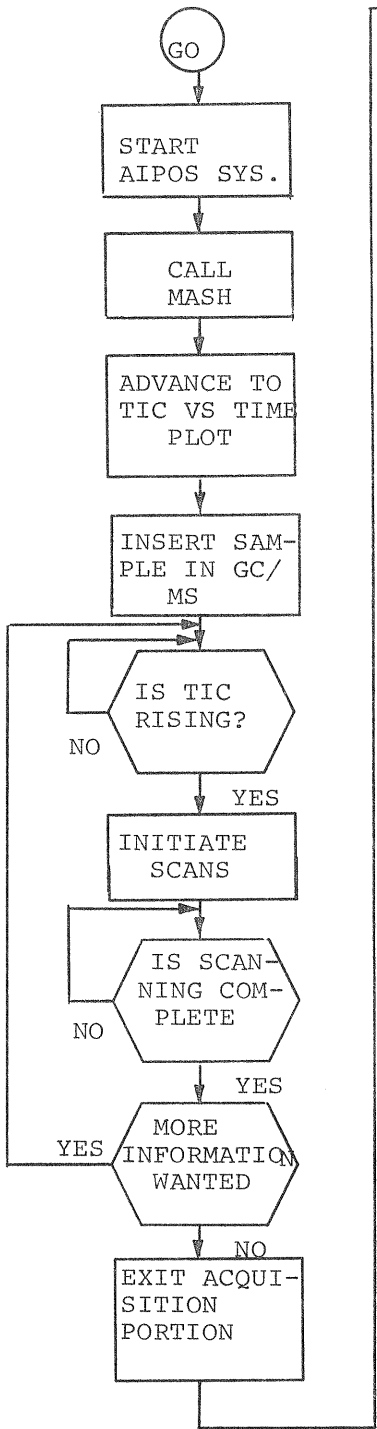 GO
START
AIPOS SYS.
CALL
MASH
ADVANCE TO
TIC VS TIME
PLOT
INSERT SAM-
PLE IN GC/
MS
IS TIC
RISING?
NO
YES
INITIATE
SCANS
IS SCAN-
NING COM-
PLETE
NO
YES
MORE
YES INFORMATION
WANTED
NO
EXIT ACQUI-
SITION
PORTION